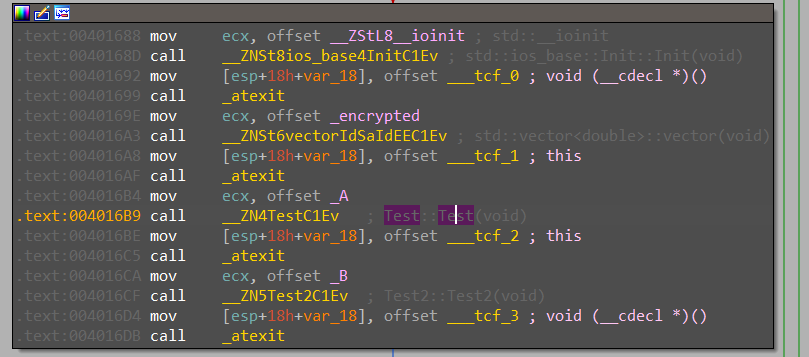 .text:00401688 mov ecx, offset __ZStL8__ioinit ; std::__ioinit
.text:0040168D call __ZNSt8ios_base4InitC1Ev ; std::ios_base::Init::Init(void)
.text:00401692 mov [esp+18h+var_18], offset ___tcf_0 ; void (__cdecl *)()
.text:00401699 call _atexit
.text:0040169E mov ecx, offset _encrypted
.text:004016A3 call __ZNSt6vectorIdSaIdEEC1Ev ; std::vector<double>::vector(void)
.text:004016A8 mov [esp+18h+var_18], offset ___tcf_1 ; this
.text:004016AF call _atexit
.text:004016B4 mov ecx, offset _A
.text:004016B9 call __ZN4TestC1Ev ; Test::Test(void)
.text:004016BE mov [esp+18h+var_18], offset ___tcf_2 ; this
.text:004016C5 call _atexit
.text:004016CA mov ecx, offset _B
.text:004016CF call __ZN5Test2C1Ev ; Test2::Test2(void)
.text:004016D4 mov [esp+18h+var_18], offset ___tcf_3 ; void (__cdecl *)()
.text:004016DB call _atexit